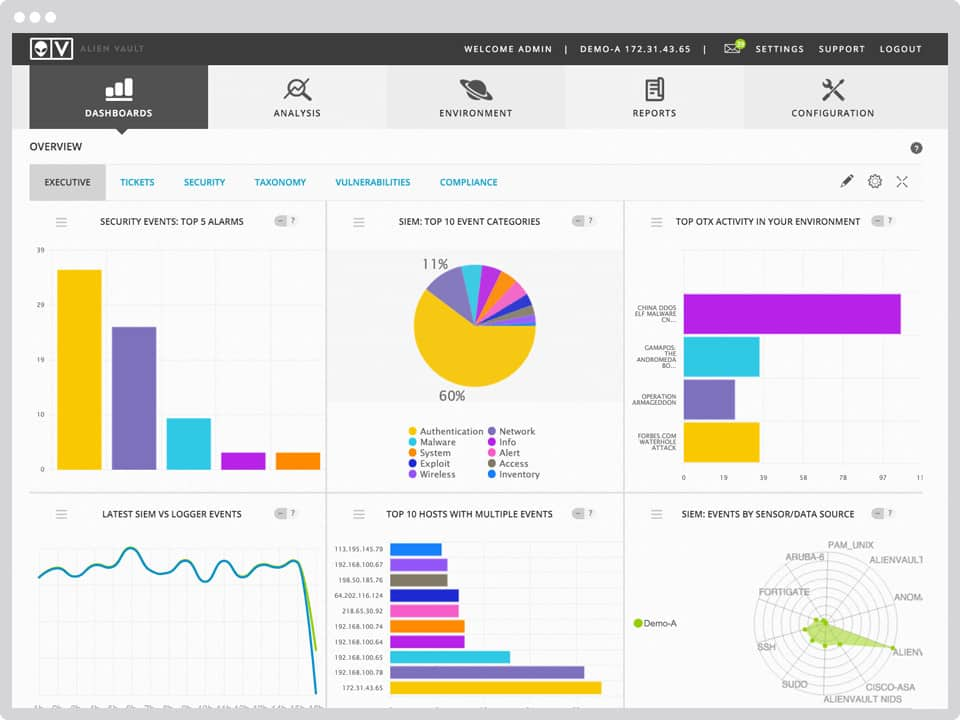 ALIEN VAULT
WELCOME ADMIN | DEMO-A 172.31.43.65 | SETTINGS SUPPORT LOGOUT
DASHBOARDS ANALYSIS ENVIRONMENT REPORTS CONFIGURATION
OVERVIEW ?
EXECUTIVE TICKETS SECURITY TAXONOMY VULNERABILITIES COMPLIANCE
SECURITY EVENTS: TOP 5 ALARMS ?
39
29
19
10
0
SIEM: TOP 10 EVENT CATEGORIES ?
11%
60%
Authentication Network
Malware Info
System Alert
Exploit Access
Wireless Inventory
TOP OTX ACTIVITY IN YOUR ENVIRONMENT ?
CHINA DDOS
ELF MALWARE
CN...
GAMAPOS:
THE
ANDROMEDA
BO...
OPERATION
ARMAGEDDON
FORBES.COM
WATERHOLE
ATTACK
0 19 39 58 78 97 11
LATEST SIEM VS LOGGER EVENTS ?
TOP 10 HOSTS WITH MULTIPLE EVENTS ?
113.195.145.79
192.168.100.67
198.50.185.76
64.202.116.124
218.65.30.92
192.168.100.74
192.168.100.64
192.168.100.65
192.168.100.78
172.31.43.65
SIEM: EVENTS BY SENSOR/DATA SOURCE ?
Demo-A
PAM_UNIX
ARUBA-6
ALIENVAULT
FORTIGATE
ANOM
SSH
ALIENV
SUDO
CISCO-ASA
ALIENVAULT NIDS